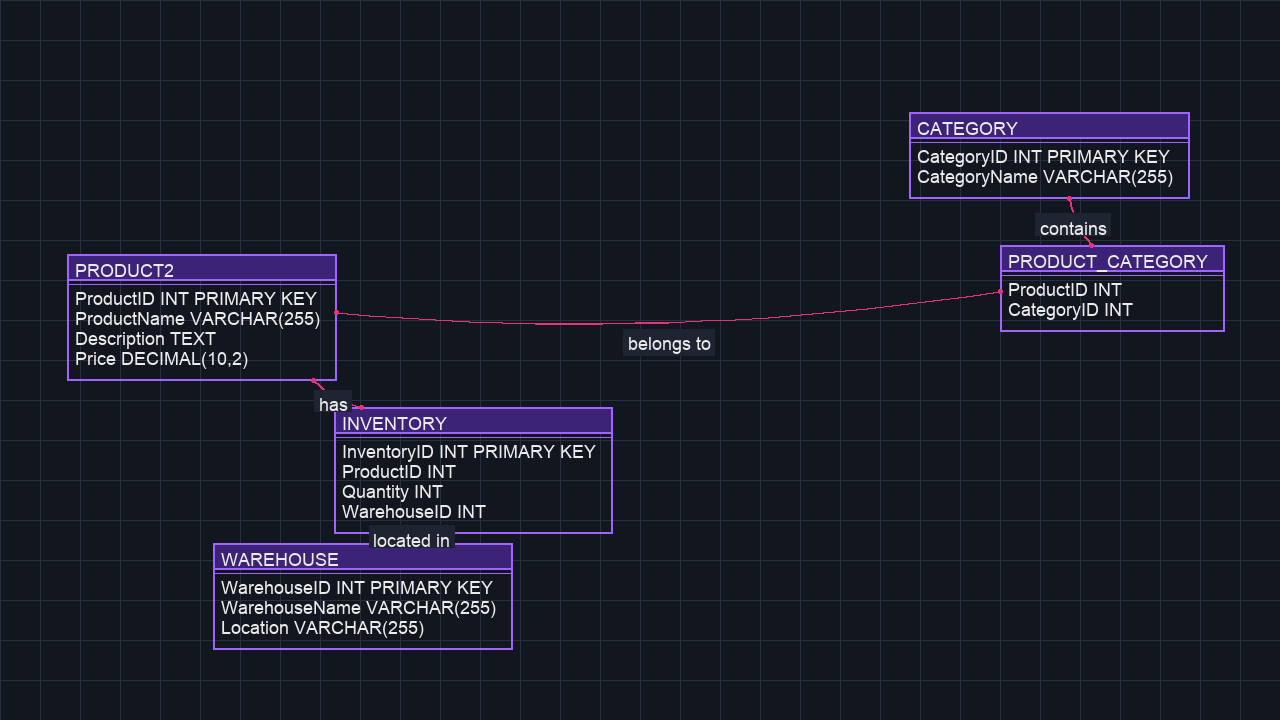 CATEGORY
CategoryID INT PRIMARY KEY
CategoryName VARCHAR(255)
contains
PRODUCT_CATEGORY
ProductID INT
CategoryID INT
PRODUCT2
ProductID INT PRIMARY KEY
ProductName VARCHAR(255)
Description TEXT
Price DECIMAL(10,2)
belongs to
has
INVENTORY
InventoryID INT PRIMARY KEY
ProductID INT
Quantity INT
WarehouseID INT
located in
WAREHOUSE
WarehouseID INT PRIMARY KEY
WarehouseName VARCHAR(255)
Location VARCHAR(255)